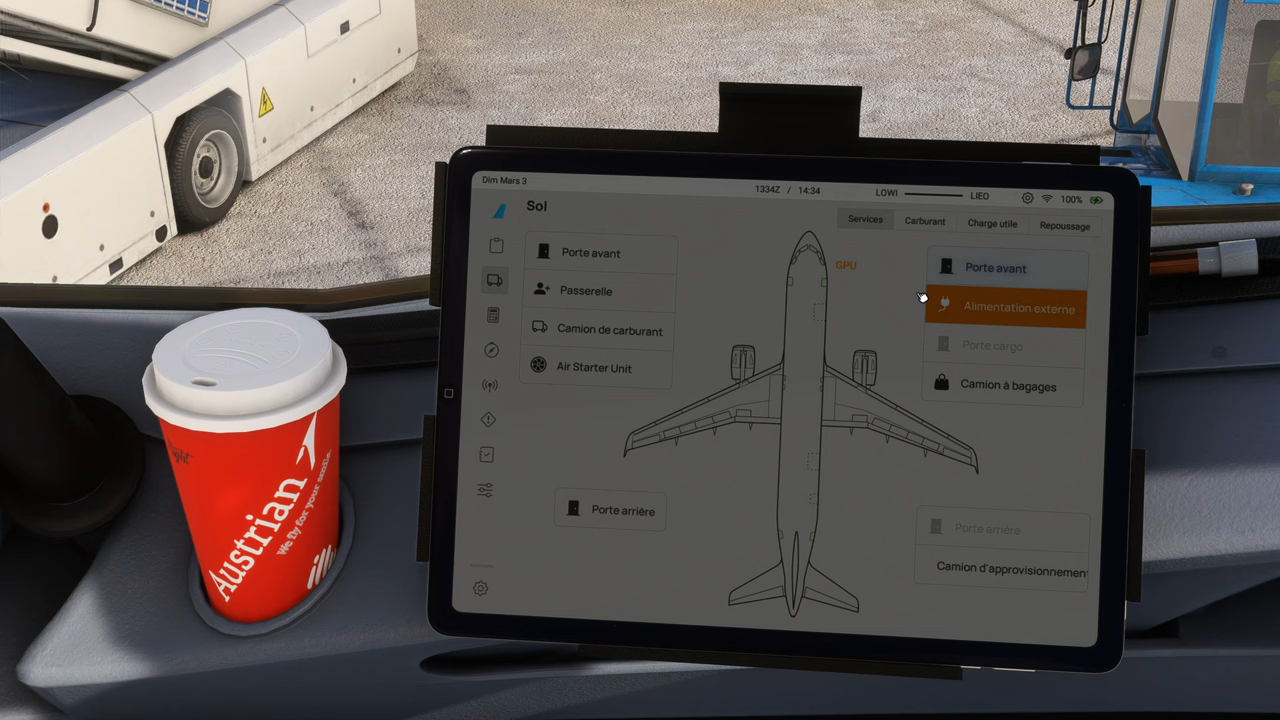 Dim Mars 3
1334Z / 14:34
LOWI
LIEO
100%
Sol
Services
Carburant
Charge utile
Repoussage
Porte avant
Passerelle
Camion de carburant
Air Starter Unit
GPU
Porte avant
Alimentation externe
Porte cargo
Camion à bagages
Porte arrière
Porte arrière
Camion d'approvisionnemen
Austrian
We fly for your smile.